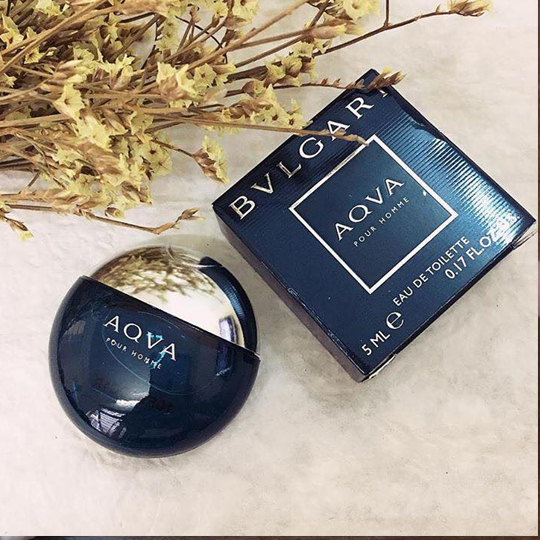 BVLGARI
AQVA
POUR HOMME
EAU DE TOILETTE
5 ML e 0.17 FL.OZ.
AQVA
POUR HOMME